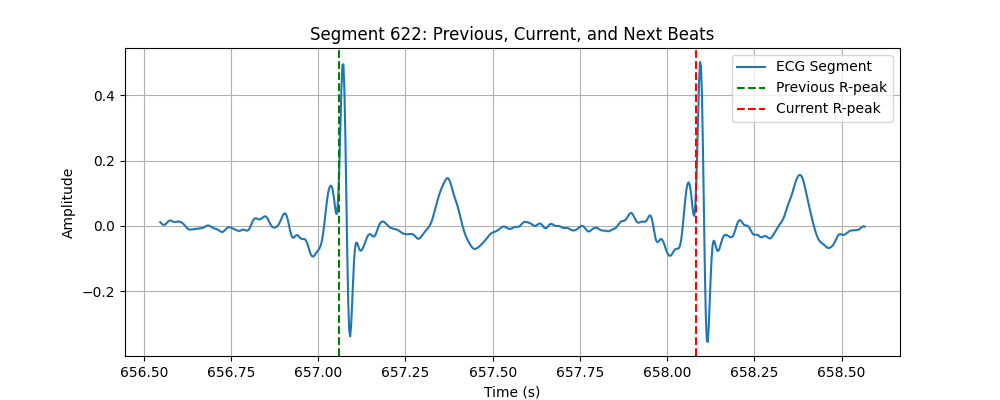 Segment 622: Previous, Current, and Next Beats
ECG Segment
Previous R-peak
Current R-peak
Amplitude
0.4
0.2
0.0
−0.2
656.50 656.75 657.00 657.25 657.50 657.75 658.00 658.25 658.50
Time (s)